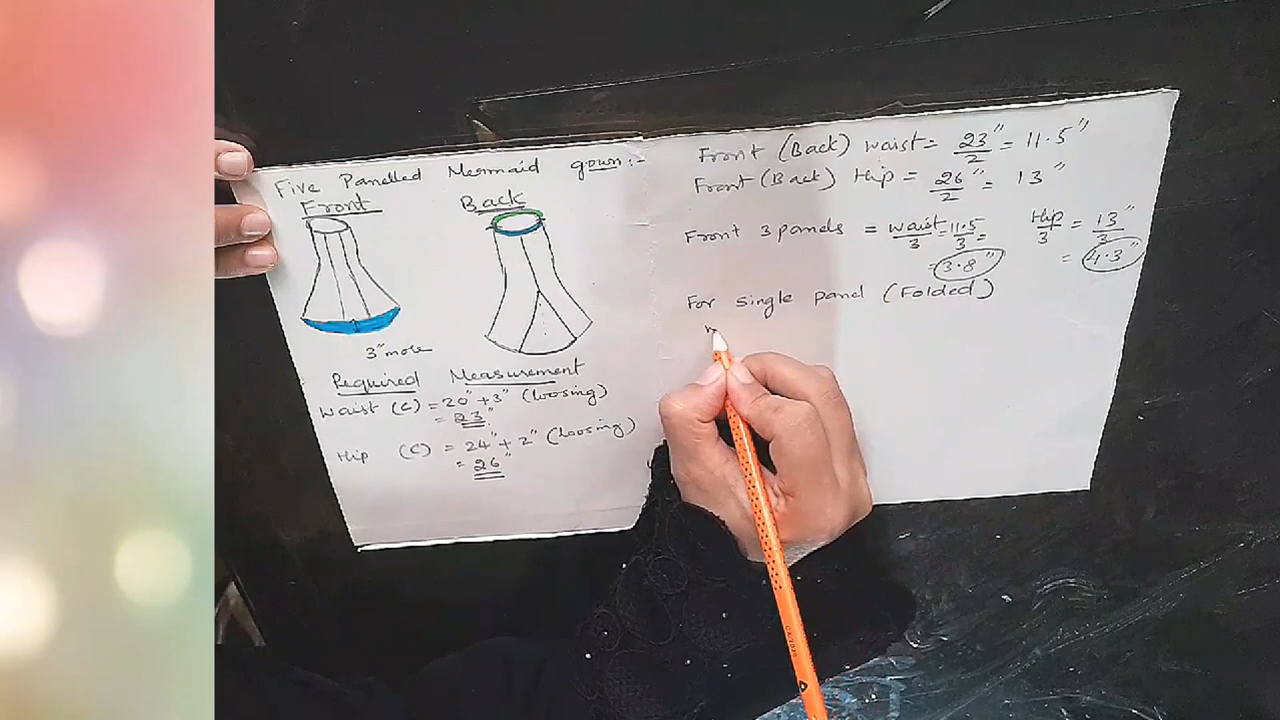 Five Panelled Mermaid gown :-
Front Back
3" more
Required Measurement
Waist (C) = 20" + 3" (loosing)
= 23"
Hip (C) = 24" + 2" (loosing)
= 26"
Front (Back) Waist = 23"/2 = 11.5"
Front (Back) Hip = 26"/2 = 13"
Front 3 panels = waist/3 = 11.5/3 = Hip/3 = 13"/3
= 3.8" = 4.3"
For single panel (Folded)